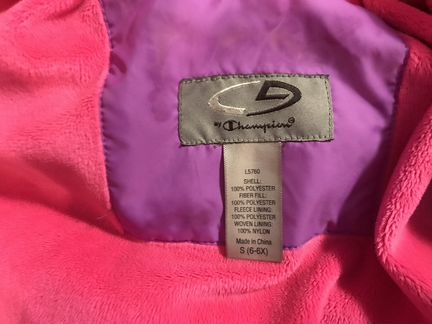 C9
BY Champion®
L5760
SHELL:
100% POLYESTER
FIBER FILL:
100% POLYESTER
FLEECE LINING:
100% POLYESTER
WOVEN LINING:
100% NYLON
Made in China
S (6-6X)